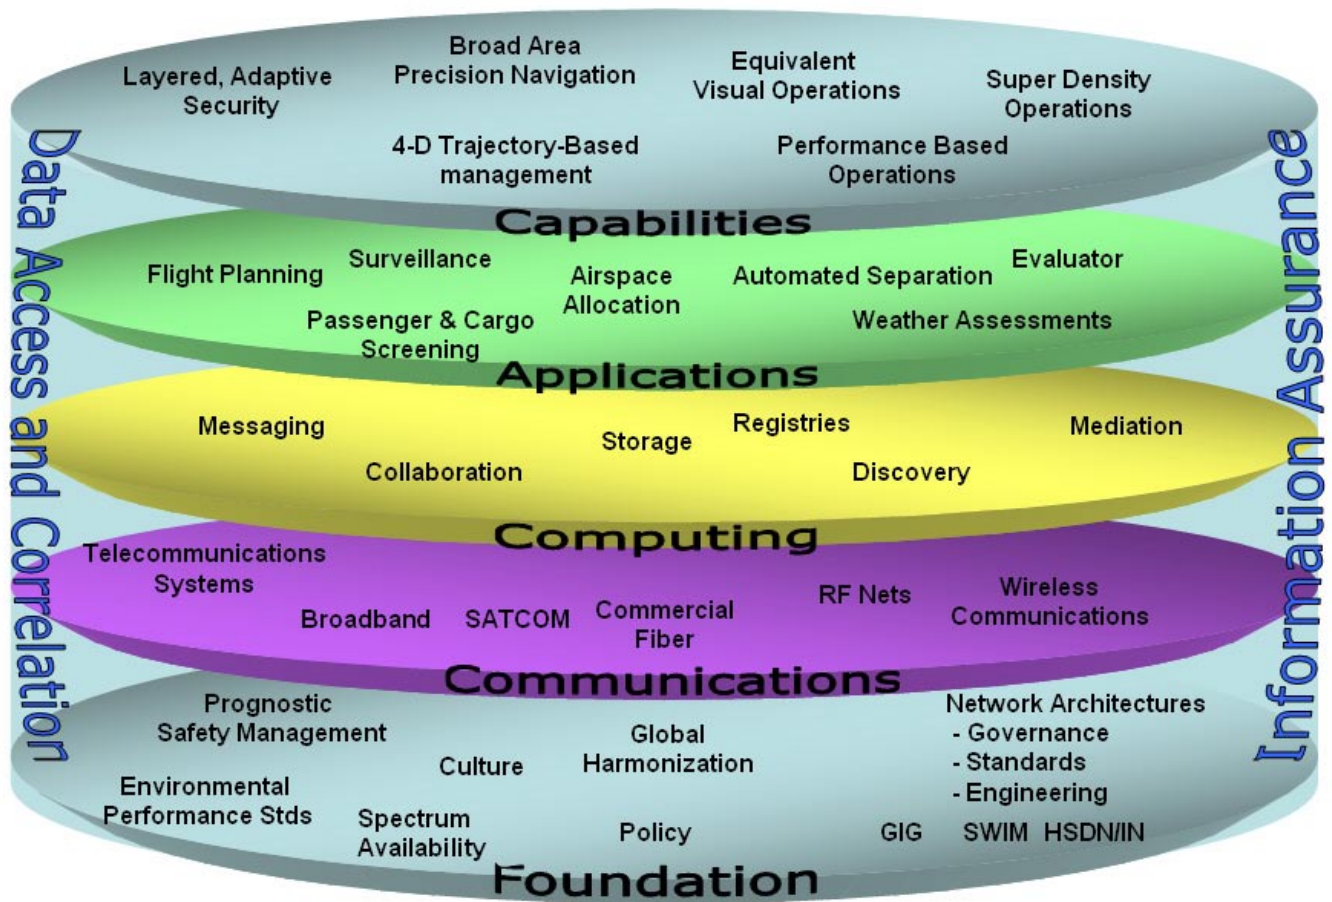 Layered, Adaptive
Security
Broad Area
Precision Navigation
Equivalent
Visual Operations
Super Density
Operations
4-D Trajectory-Based
management
Performance Based
Operations
Capabilities
Flight Planning
Surveillance
Airspace
Allocation
Automated Separation
Evaluator
Passenger & Cargo
Screening
Weather Assessments
Applications
Messaging
Collaboration
Storage
Registries
Discovery
Mediation
Computing
Telecommunications
Systems
Broadband
SATCOM
Commercial
Fiber
RF Nets
Wireless
Communications
Communications
Prognostic
Safety Management
Culture
Global
Harmonization
Network Architectures
- Governance
- Standards
- Engineering
Environmental
Performance Stds
Spectrum
Availability
Policy
GIG SWIM HSDN/IN
Foundation
Data Access and Correlation
Information Assurance